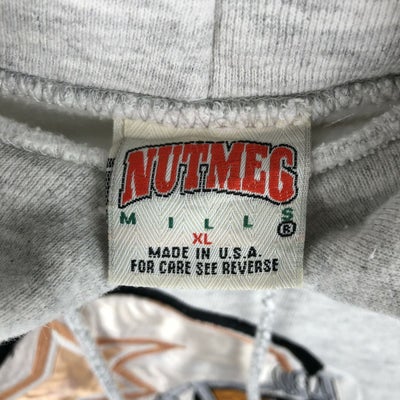 NUTMEG
MILLS®
XL
MADE IN U.S.A.
FOR CARE SEE REVERSE